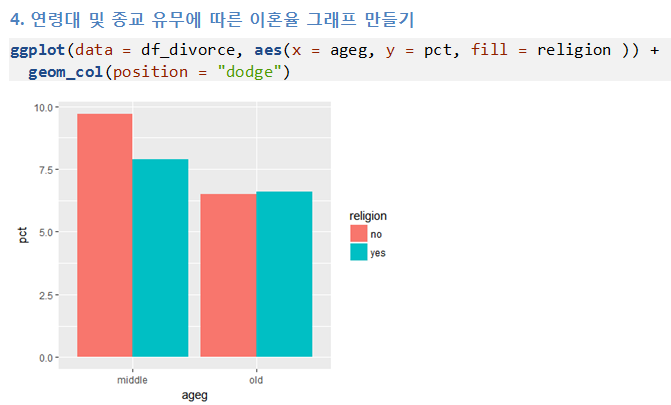 4. 연령대 및 종교 유무에 따른 이혼율 그래프 만들기
ggplot(data = df_divorce, aes(x = ageg, y = pct, fill = religion )) +
geom_col(position = "dodge")
10.0
7.5
5.0
2.5
0.0
pct
middle
old
ageg
religion
no
yes